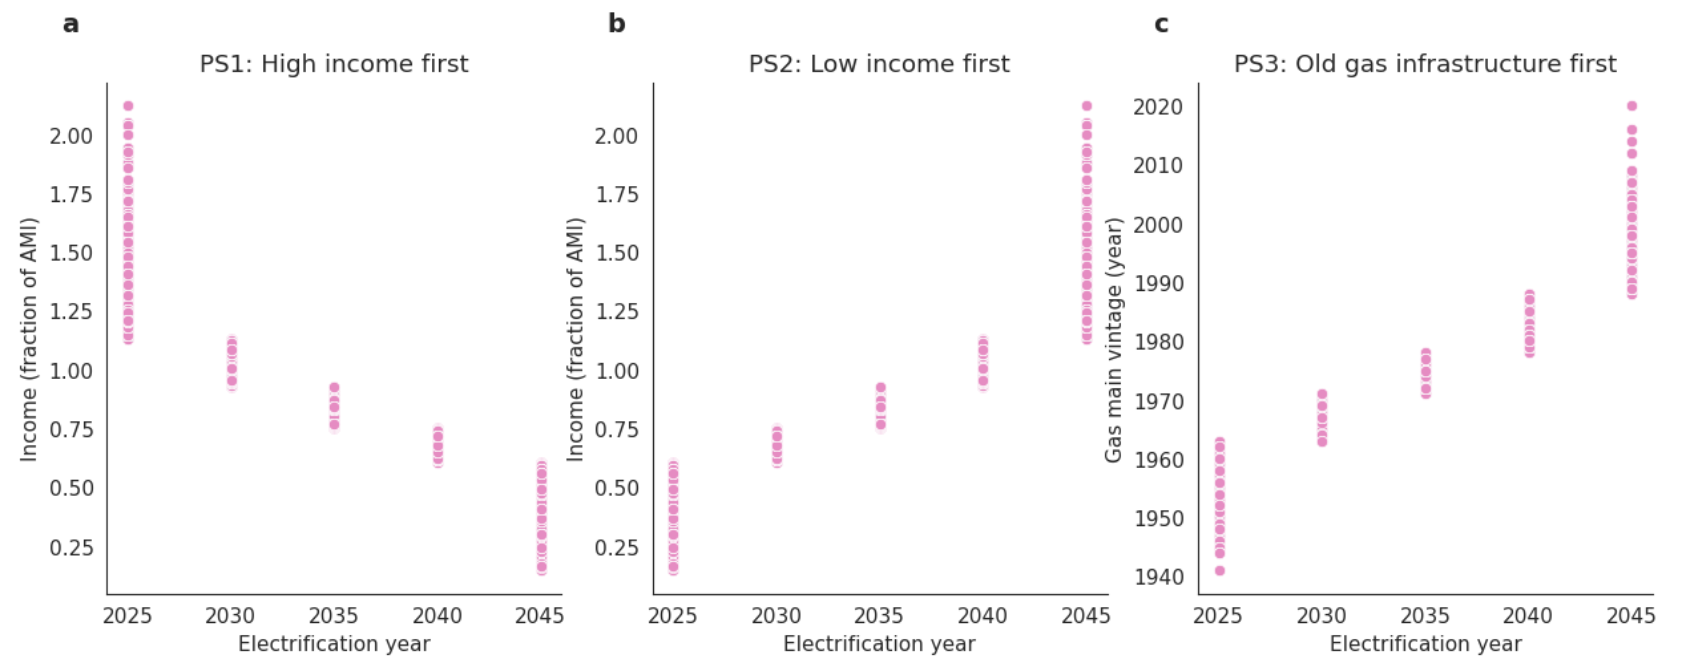 a
PS1: High income first
Income (fraction of AMI)
2.00
1.75
1.50
1.25
1.00
0.75
0.50
0.25
2025 2030 2035 2040 2045
Electrification year
b
PS2: Low income first
Income (fraction of AMI)
2.00
1.75
1.50
1.25
1.00
0.75
0.50
0.25
2025 2030 2035 2040 2045
Electrification year
c
PS3: Old gas infrastructure first
Gas main vintage (year)
2020
2010
2000
1990
1980
1970
1960
1950
1940
2025 2030 2035 2040 2045
Electrification year